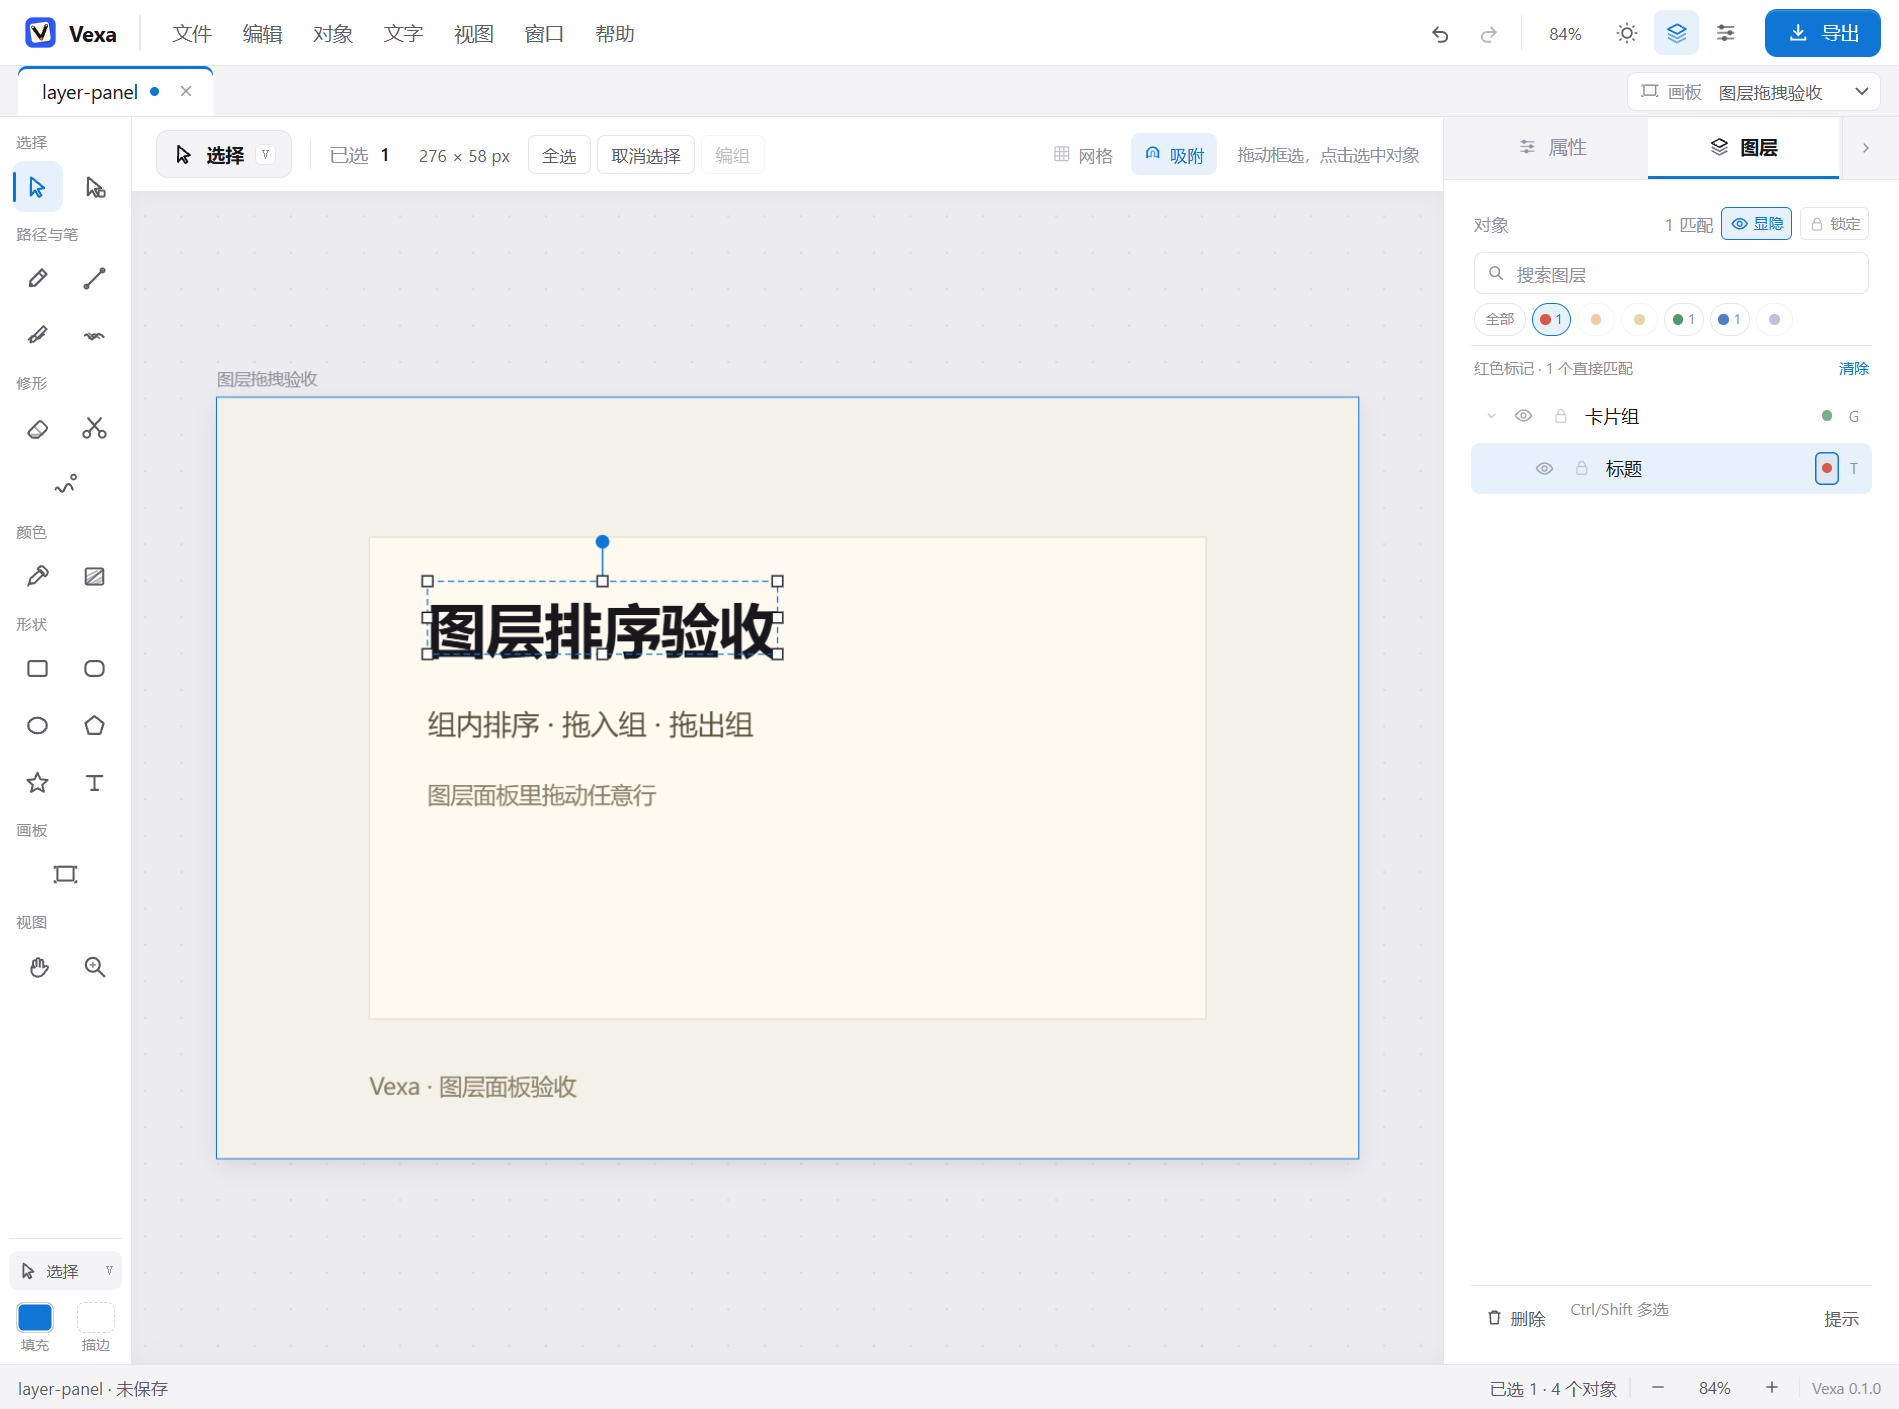 Vexa 文件 编辑 对象 文字 视图 窗口 帮助 84% 导出
layer-panel 画板 图层拖拽验收
选择 V 已选 1 276 × 58 px 全选 取消选择 编组 网格 吸附 拖动框选，点击选中对象
选择
路径与笔
修形
颜色
形状
画板
视图
选择 V
填充 描边
图层拖拽验收
图层排序验收
组内排序 · 拖入组 · 拖出组
图层面板里拖动任意行
Vexa · 图层面板验收
属性 图层
对象 1 匹配 显隐 锁定
搜索图层
全部 1 1 1
红色标记 · 1 个直接匹配 清除
卡片组 G
标题 T
删除 Ctrl/Shift 多选 提示
layer-panel · 未保存 已选 1 · 4 个对象 84% Vexa 0.1.0